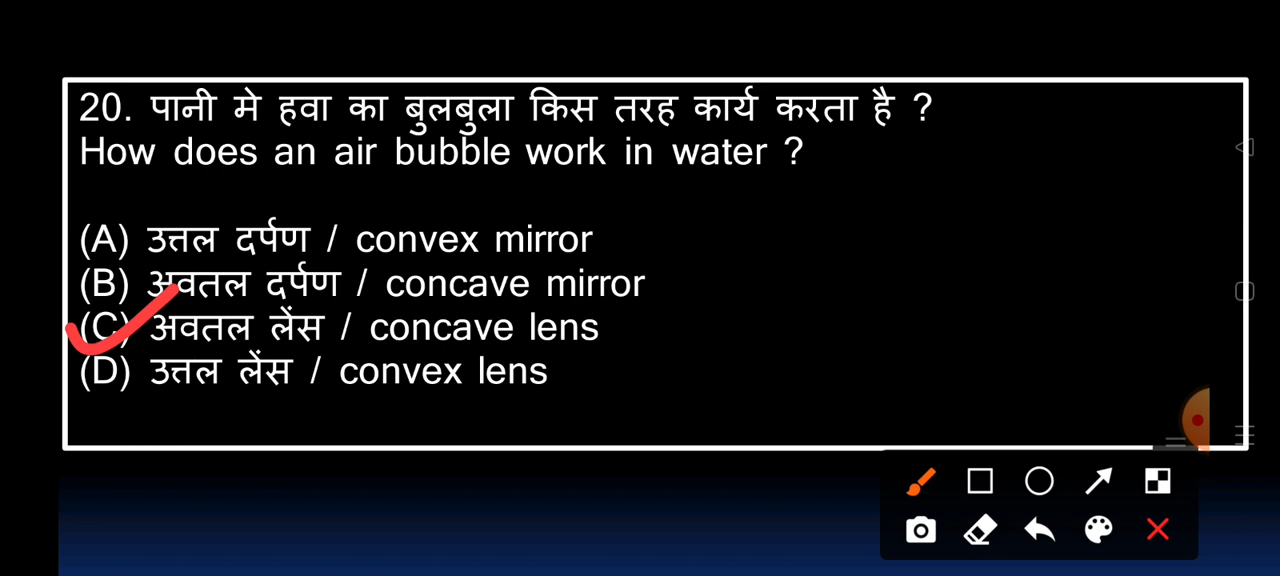 20. पानी मे हवा का बुलबुला किस तरह कार्य करता है ?
How does an air bubble work in water ?
(A) उत्तल दर्पण / convex mirror
(B) अवतल दर्पण / concave mirror
(C) अवतल लेंस / concave lens
(D) उत्तल लेंस / convex lens